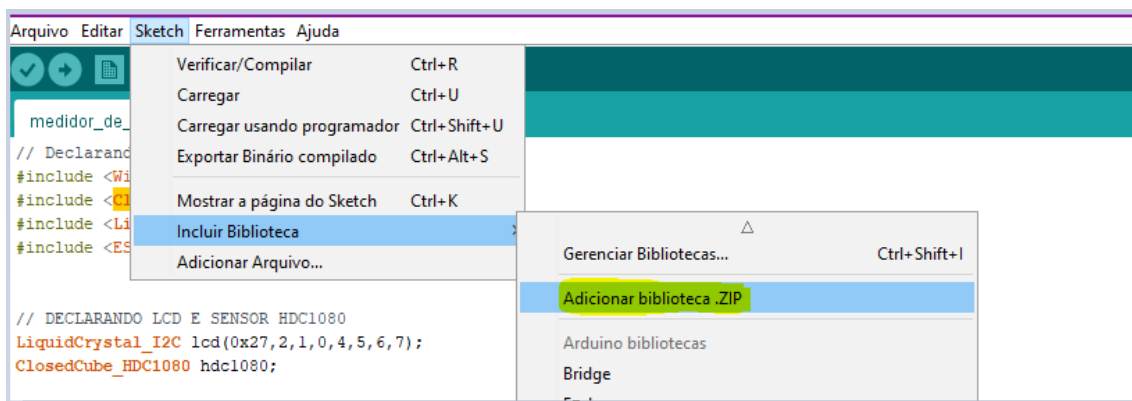 Arquivo Editar Sketch Ferramentas Ajuda
Verificar/Compilar Ctrl+R
Carregar Ctrl+U
medidor_de_
Carregar usando programador Ctrl+Shift+U
// Declarand
Exportar Binário compilado Ctrl+Alt+S
#include <Wi
#include <Cl
Mostrar a página do Sketch Ctrl+K
#include <Li
Incluir Biblioteca
#include <ES
Gerenciar Bibliotecas... Ctrl+Shift+I
Adicionar Arquivo...
Adicionar biblioteca .ZIP
// DECLARANDO LCD E SENSOR HDC1080
LiquidCrystal_I2C lcd(0x27,2,1,0,4,5,6,7);
Arduino bibliotecas
ClosedCube_HDC1080 hdc1080;
Bridge